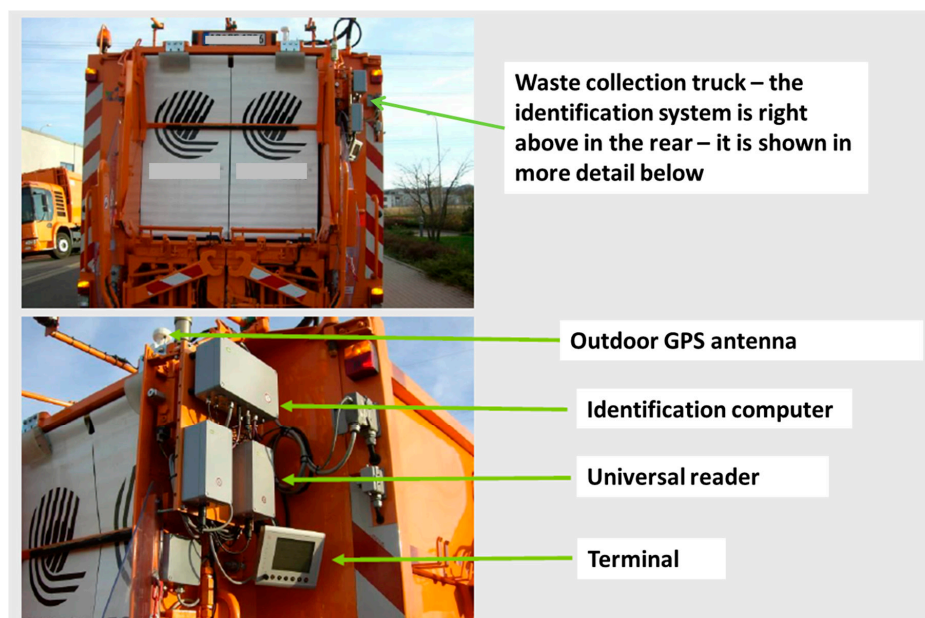 Waste collection truck – the
identification system is right
above in the rear – it is shown in
more detail below
Outdoor GPS antenna
Identification computer
Universal reader
Terminal